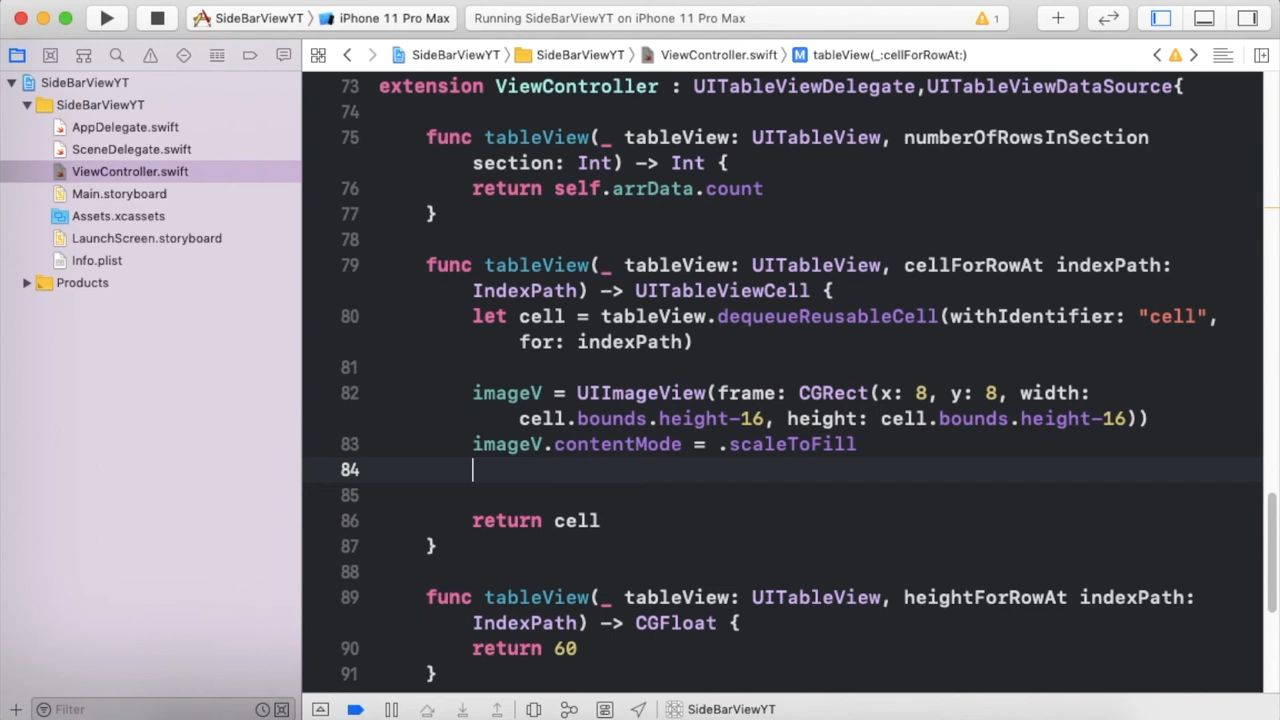 SideBarViewYT
iPhone 11 Pro Max
Running SideBarViewYT on iPhone 11 Pro Max
1
SideBarViewYT
SideBarViewYT
ViewController.swift
M
tableView(_:cellForRowAt:)
SideBarViewYT
SideBarViewYT
AppDelegate.swift
SceneDelegate.swift
ViewController.swift
Main.storyboard
Assets.xcassets
LaunchScreen.storyboard
Info.plist
Products
73 extension ViewController : UITableViewDelegate,UITableViewDataSource{
74
75 func tableView(_ tableView: UITableView, numberOfRowsInSection
section: Int) -> Int {
76 return self.arrData.count
77 }
78
79 func tableView(_ tableView: UITableView, cellForRowAt indexPath:
IndexPath) -> UITableViewCell {
80 let cell = tableView.dequeueReusableCell(withIdentifier: "cell",
for: indexPath)
81
82 imageV = UIImageView(frame: CGRect(x: 8, y: 8, width:
cell.bounds.height-16, height: cell.bounds.height-16))
83 imageV.contentMode = .scaleToFill
84
85
86 return cell
87 }
88
89 func tableView(_ tableView: UITableView, heightForRowAt indexPath:
IndexPath) -> CGFloat {
90 return 60
91 }
Filter
SideBarViewYT